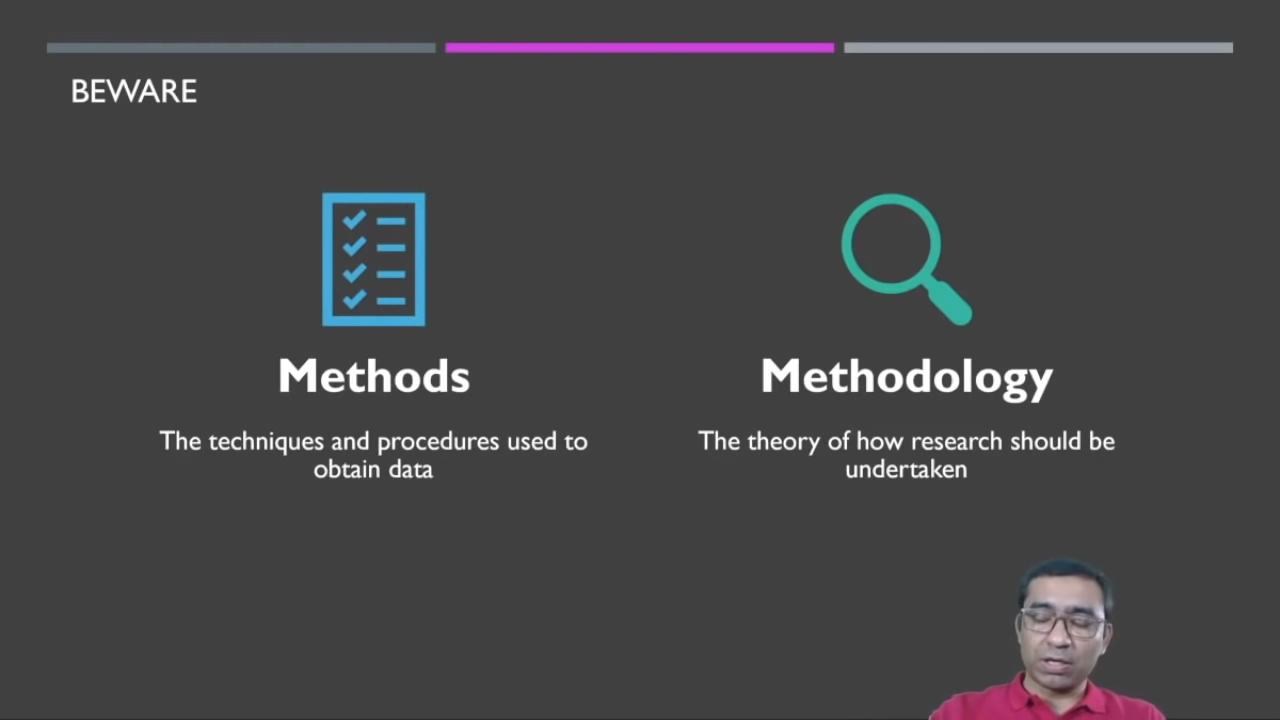 BEWARE
Methods
The techniques and procedures used to
obtain data
Methodology
The theory of how research should be
undertaken